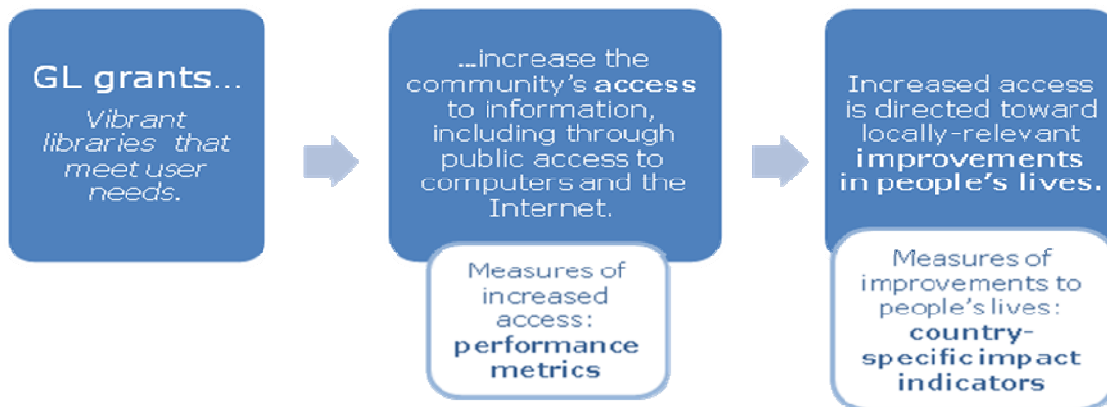 GL grants...
Vibrant
libraries that
meet user
needs.
...increase the
community's access
to information,
including through
public access to
computers and the
Internet.
Measures of
increased
access:
performance
metrics
Increased access
is directed toward
locally-relevant
improvements
in people's lives.
Measures of
improvements to
people's lives:
country-
specific impact
indicators